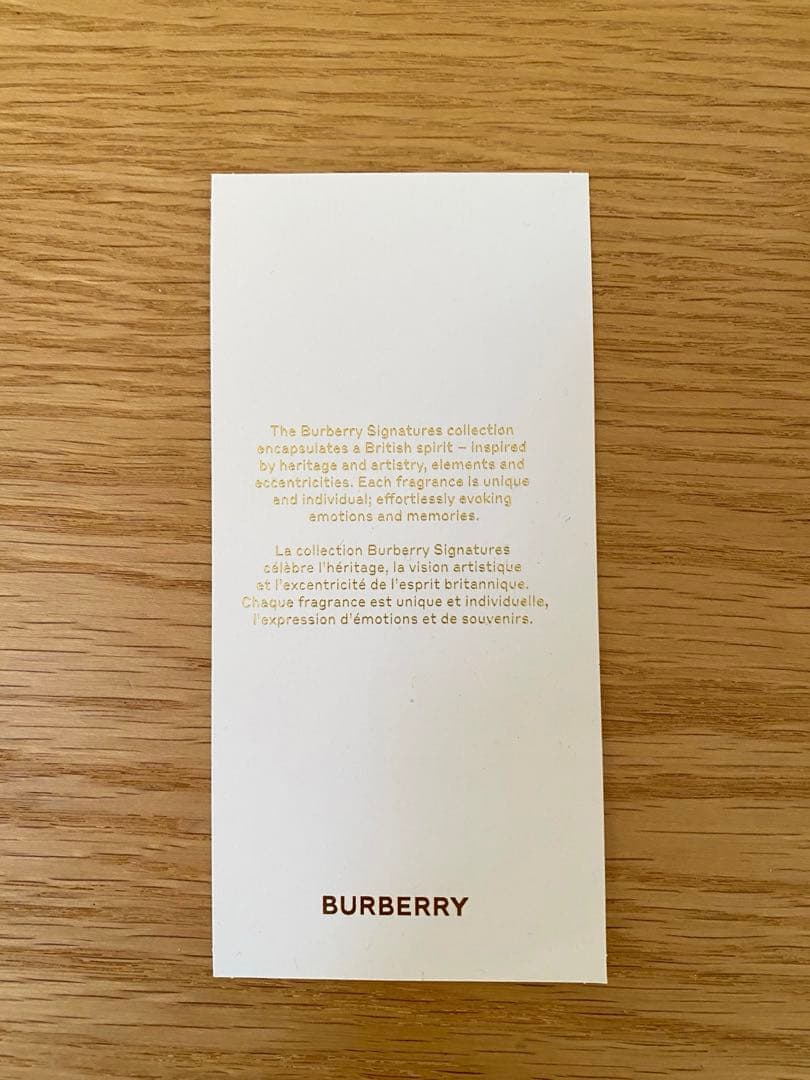 The Burberry Signatures collection
encapsulates a British spirit – inspired
by heritage and artistry, elements and
eccentricities. Each fragrance is unique
and individual; effortlessly evoking
emotions and memories.
La collection Burberry Signatures
célèbre l'héritage, la vision artistique
et l'excentricité de l'esprit britannique.
Chaque fragrance est unique et individuelle,
l'expression d'émotions et de souvenirs.
BURBERRY